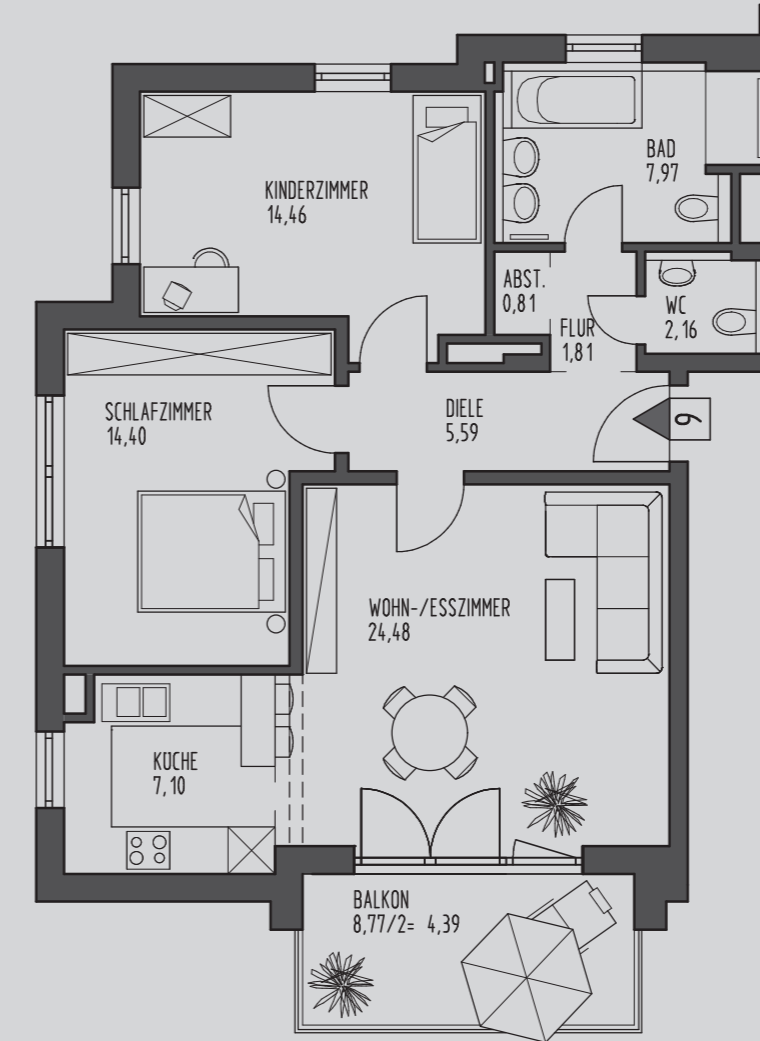 BAD
7,97
KINDERZIMMER
14,46
ABST.
0,81
WC
2,16
FLUR
1,81
SCHLAFZIMMER
14,40
DIELE
5,59
9
WOHN-/ESSZIMMER
24,48
KÜCHE
7,10
BALKON
8,77/2= 4,39